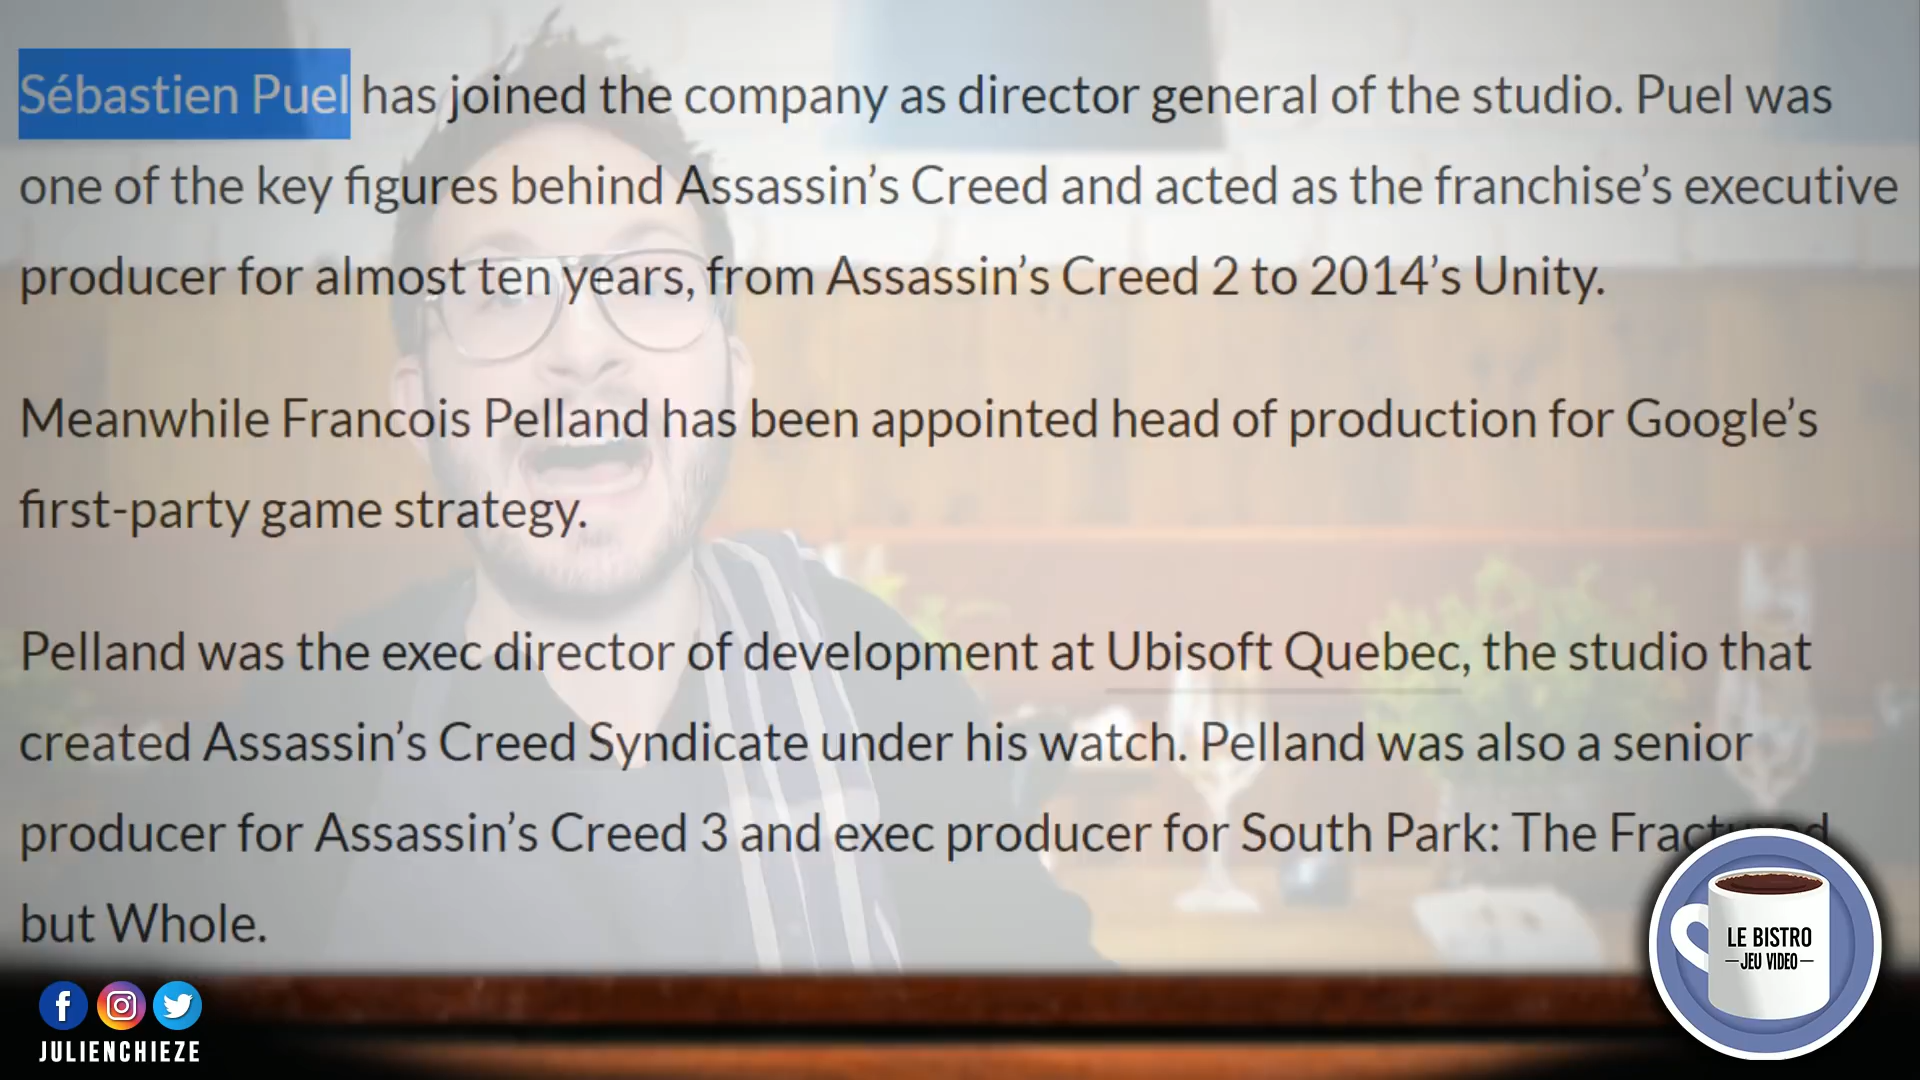 Sébastien Puel has joined the company as director general of the studio. Puel was
one of the key figures behind Assassin’s Creed and acted as the franchise’s executive
producer for almost ten years, from Assassin’s Creed 2 to 2014’s Unity.
Meanwhile Francois Pelland has been appointed head of production for Google’s
first-party game strategy.
Pelland was the exec director of development at Ubisoft Quebec, the studio that
created Assassin’s Creed Syndicate under his watch. Pelland was also a senior
producer for Assassin’s Creed 3 and exec producer for South Park: The Fractured
but Whole.
LE BISTRO
JEU VIDEO
JULIENCHIEZE